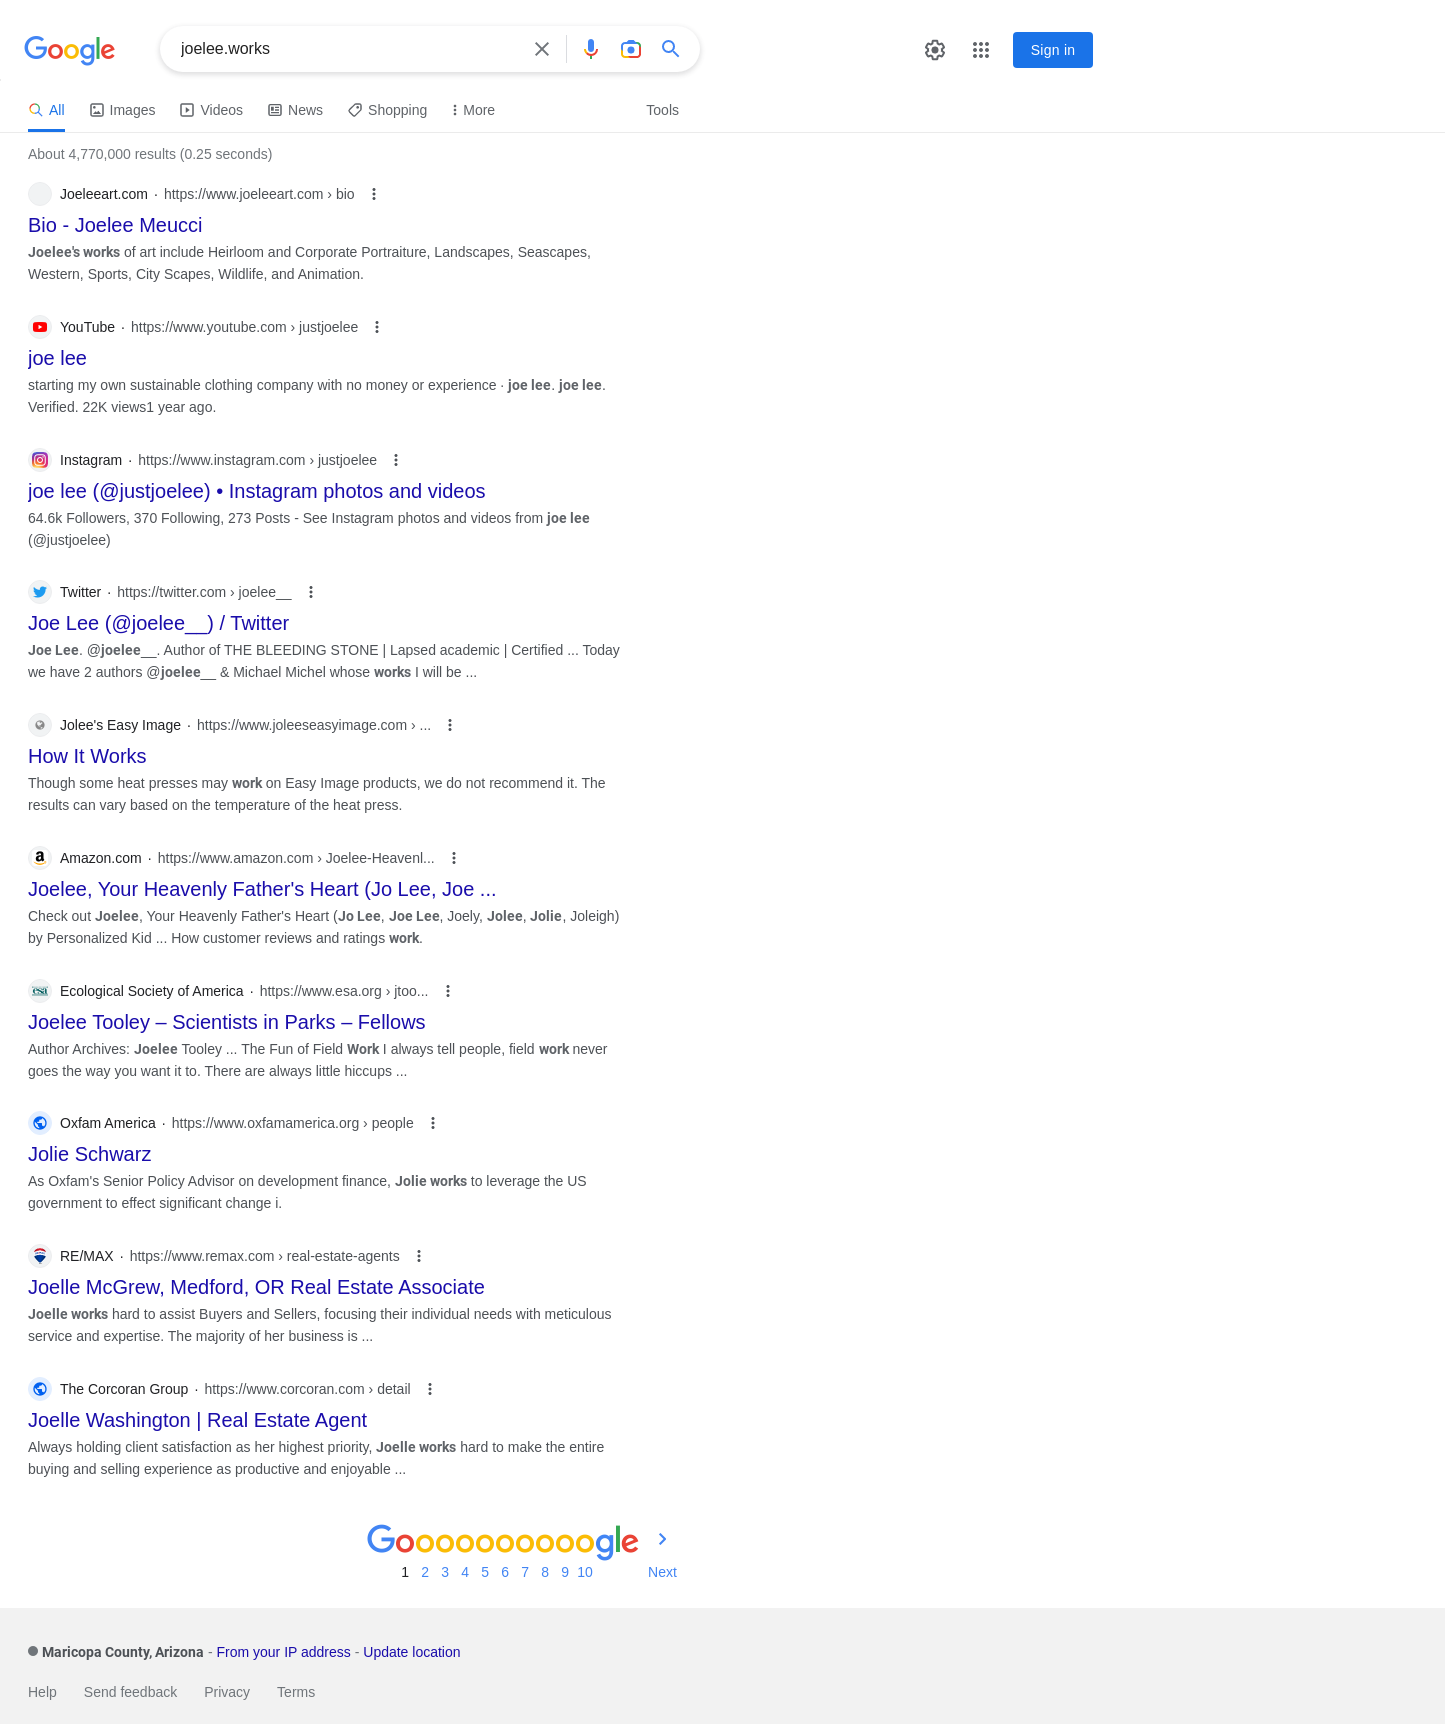 Google
joelee.works
Sign in
All
Images
Videos
News
Shopping
More
Tools
About 4,770,000 results (0.25 seconds)
Joeleeart.com · https://www.joeleeart.com › bio
Bio - Joelee Meucci
Joelee's works of art include Heirloom and Corporate Portraiture, Landscapes, Seascapes,
Western, Sports, City Scapes, Wildlife, and Animation.
YouTube · https://www.youtube.com › justjoelee
joe lee
starting my own sustainable clothing company with no money or experience · joe lee. joe lee.
Verified. 22K views1 year ago.
Instagram · https://www.instagram.com › justjoelee
joe lee (@justjoelee) • Instagram photos and videos
64.6k Followers, 370 Following, 273 Posts - See Instagram photos and videos from joe lee
(@justjoelee)
Twitter · https://twitter.com › joelee__
Joe Lee (@joelee__) / Twitter
Joe Lee. @joelee__. Author of THE BLEEDING STONE | Lapsed academic | Certified ... Today
we have 2 authors @joelee__ & Michael Michel whose works I will be ...
Jolee's Easy Image · https://www.joleeseasyimage.com › ...
How It Works
Though some heat presses may work on Easy Image products, we do not recommend it. The
results can vary based on the temperature of the heat press.
Amazon.com · https://www.amazon.com › Joelee-Heavenl...
Joelee, Your Heavenly Father's Heart (Jo Lee, Joe ...
Check out Joelee, Your Heavenly Father's Heart (Jo Lee, Joe Lee, Joely, Jolee, Jolie, Joleigh)
by Personalized Kid ... How customer reviews and ratings work.
esa
Ecological Society of America · https://www.esa.org › jtoo...
Joelee Tooley – Scientists in Parks – Fellows
Author Archives: Joelee Tooley ... The Fun of Field Work I always tell people, field work never
goes the way you want it to. There are always little hiccups ...
Oxfam America · https://www.oxfamamerica.org › people
Jolie Schwarz
As Oxfam's Senior Policy Advisor on development finance, Jolie works to leverage the US
government to effect significant change i.
RE/MAX · https://www.remax.com › real-estate-agents
Joelle McGrew, Medford, OR Real Estate Associate
Joelle works hard to assist Buyers and Sellers, focusing their individual needs with meticulous
service and expertise. The majority of her business is ...
The Corcoran Group · https://www.corcoran.com › detail
Joelle Washington | Real Estate Agent
Always holding client satisfaction as her highest priority, Joelle works hard to make the entire
buying and selling experience as productive and enjoyable ...
Goooooooooogle
1 2 3 4 5 6 7 8 9 10 Next
Maricopa County, Arizona - From your IP address - Update location
Help Send feedback Privacy Terms